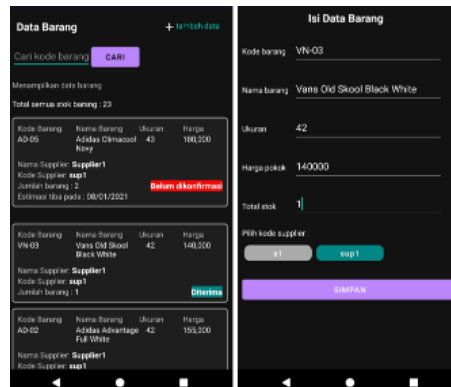 Data Barang
+ tambah data
Cari kode barang
CARI
Menampilkan data barang
Total semua stok barang : 23
Kode Barang Nama Barang Ukuran Harga
AD-05 Adidas Climacool 43 180,000
Navy
Nama Supplier: Supplier1
Kode Supplier: sup1
Jumlah barang : 2 Belum dikonfirmasi
Estimasi tiba pada : 08/01/2021
Kode Barang Nama Barang Ukuran Harga
VN-03 Vans Old Skool 42 140,000
Black White
Nama Supplier: Supplier1
Kode Supplier: sup1
Jumlah barang : 1 Diterima
Kode Barang Nama Barang Ukuran Harga
AD-02 Adidas Advantage 42 155,000
Full White
Nama Supplier: Supplier1
Kode Supplier: sup1
Isi Data Barang
Kode barang VN-03
Nama barang Vans Old Skool Black White
Ukuran 42
Harga pokok 140000
Total stok 1
Pilih kode supplier :
a1 sup1
SIMPAN